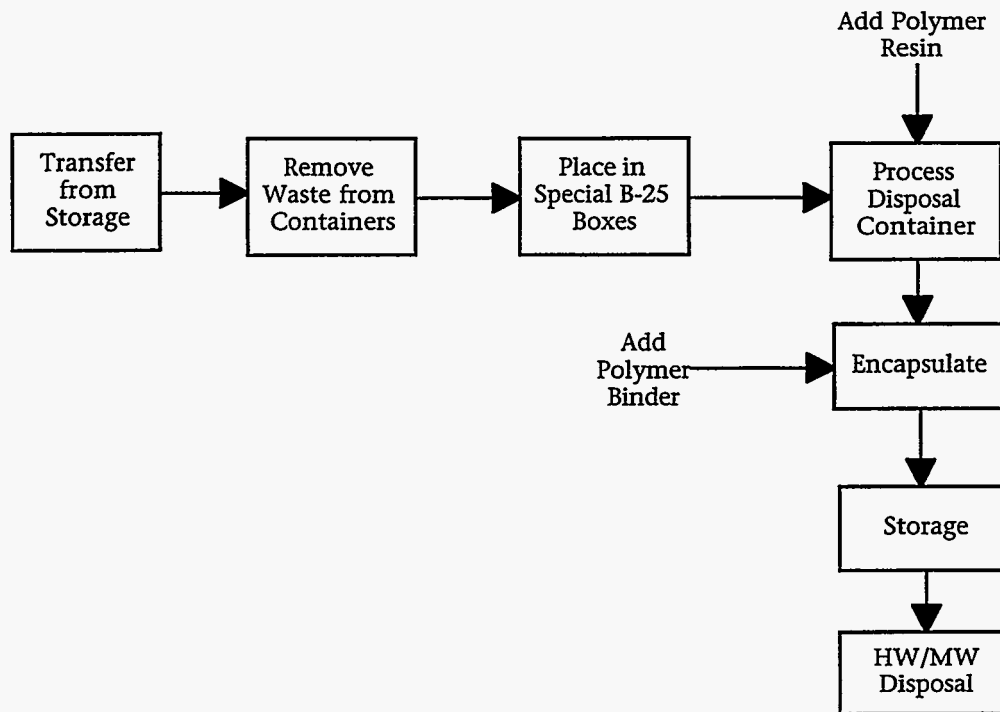 Add Polymer
Resin
Transfer
from
Storage
Remove
Waste from
Containers
Place in
Special B-25
Boxes
Process
Disposal
Container
Add
Polymer
Binder
Encapsulate
Storage
HW/MW
Disposal